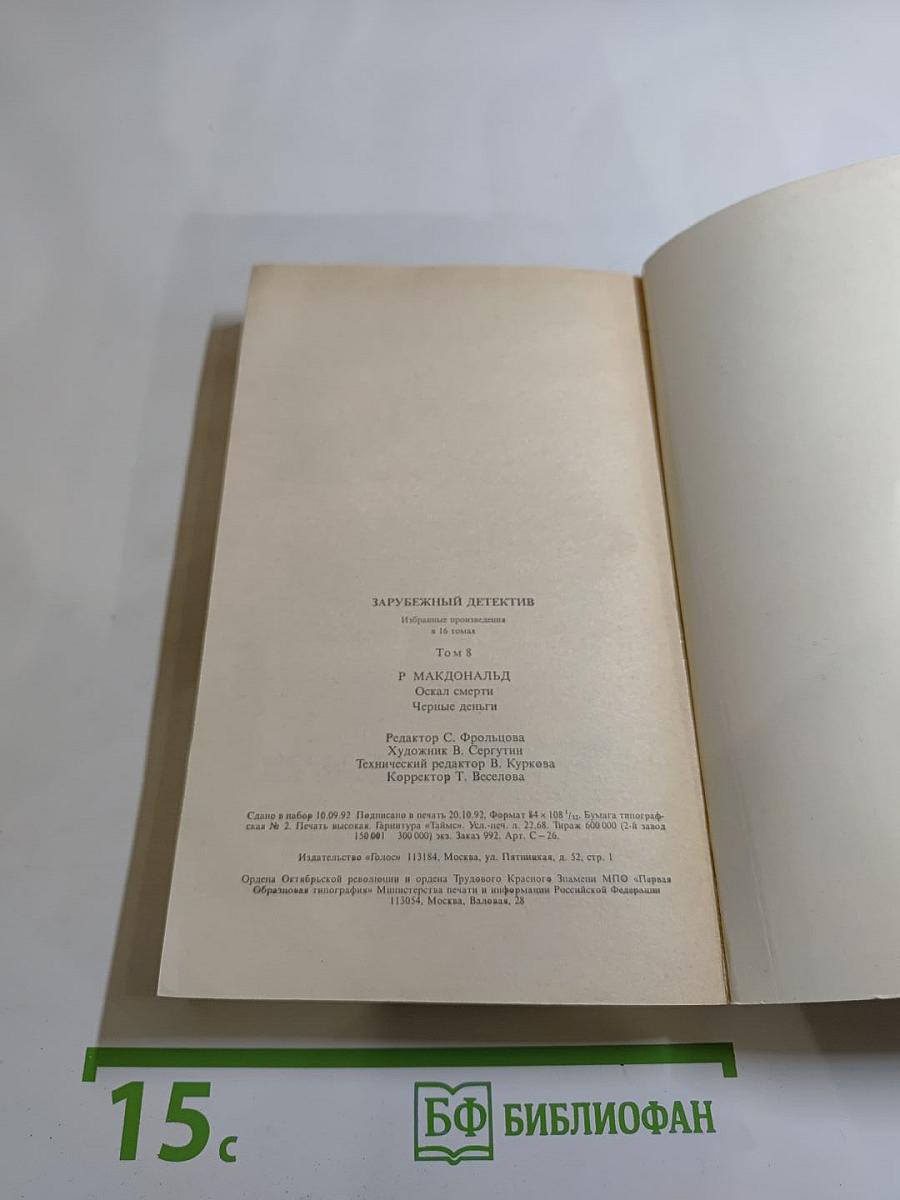 ЗАРУБЕЖНЫЙ ДЕТЕКТИВ
Избранные произведения
в 16 томах
Том 8
Р МАКДОНАЛЬД
Оскал смерти
Черные деньги
Редактор С. Фрольцова
Художник В. Сергутин
Технический редактор В. Куркова
Корректор Т. Веселова
Сдано в набор 10.09.92 Подписано в печать 20.10.92, Формат 84 × 108 1/32. Бумага типограф-
ская № 2. Печать высокая. Гарнитура «Таймс». Усл.-печ. л. 22,68. Тираж 600 000 (2-й завод
150 001 300 000) экз. Заказ 992. Арт. С—26.
Издательство «Голос» 113184, Москва, ул. Пятницкая, д. 52, стр. 1
Ордена Октябрьской революции и ордена Трудового Красного Знамени МПО «Первая
Образцовая типография» Министерства печати и информации Российской Федерации
113054, Москва, Валовая, 28
15 с
БФ БИБЛИОФАН